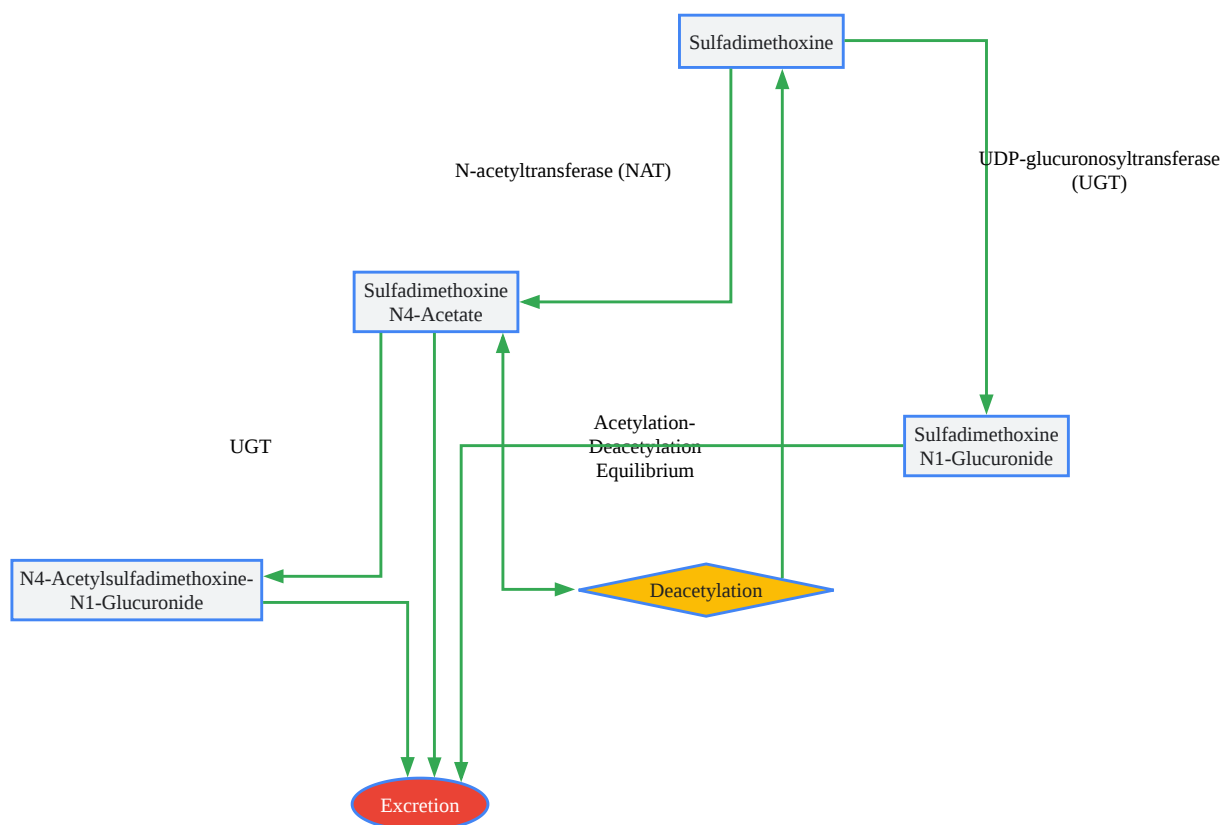 Sulfadimethoxine
UDP-glucuronosyltransferase
(UGT)
N-acetyltransferase (NAT)
Sulfadimethoxine
N4-Acetate
Acetylation-
Deacetylation
Equilibrium
Sulfadimethoxine
N1-Glucuronide
UGT
N4-Acetylsulfadimethoxine-
N1-Glucuronide
Deacetylation
Excretion